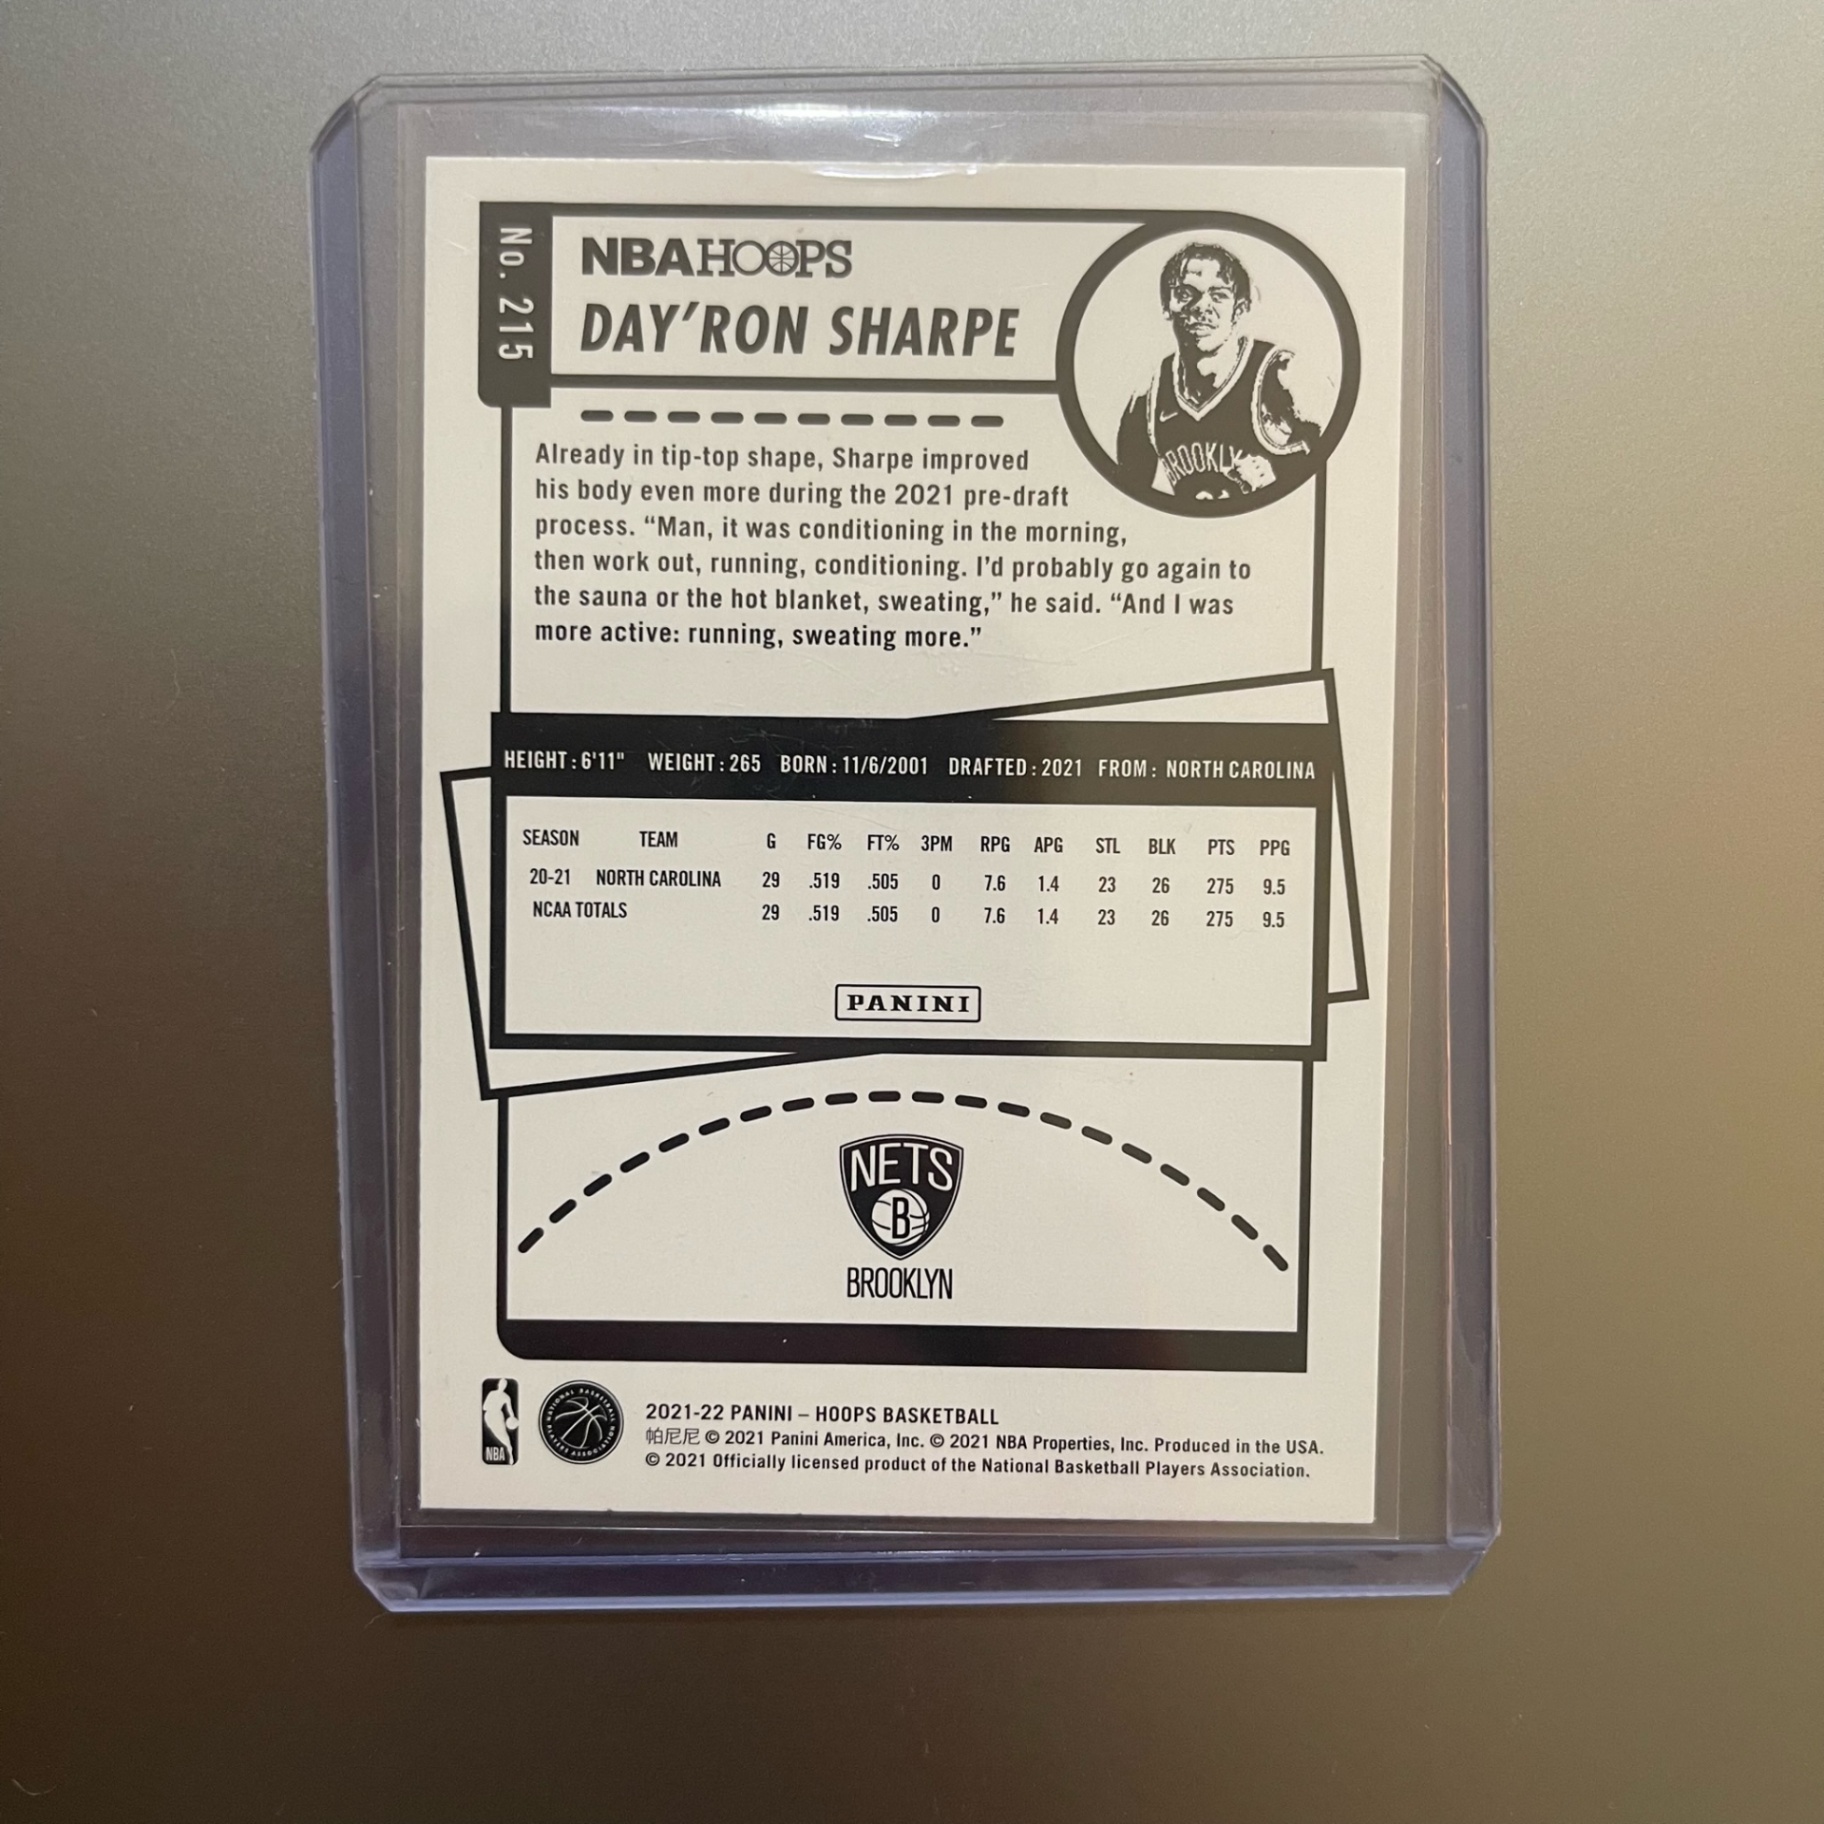 No. 215
NBA HOOPS
DAY'RON SHARPE
BROOKLYN
Already in tip-top shape, Sharpe improved
his body even more during the 2021 pre-draft
process. “Man, it was conditioning in the morning,
then work out, running, conditioning. I’d probably go again to
the sauna or the hot blanket, sweating,” he said. “And I was
more active: running, sweating more.”
HEIGHT: 6'11" WEIGHT: 265 BORN: 11/6/2001 DRAFTED: 2021 FROM: NORTH CAROLINA
SEASON TEAM G FG% FT% 3PM RPG APG STL BLK PTS PPG
20-21 NORTH CAROLINA 29 .519 .505 0 7.6 1.4 23 26 275 9.5
NCAA TOTALS 29 .519 .505 0 7.6 1.4 23 26 275 9.5
PANINI
NETS
B
BROOKLYN
NBA
NATIONAL BASKETBALL PLAYERS ASSOCIATION
2021-22 PANINI – HOOPS BASKETBALL
帕尼尼 © 2021 Panini America, Inc. © 2021 NBA Properties, Inc. Produced in the USA.
© 2021 Officially licensed product of the National Basketball Players Association.